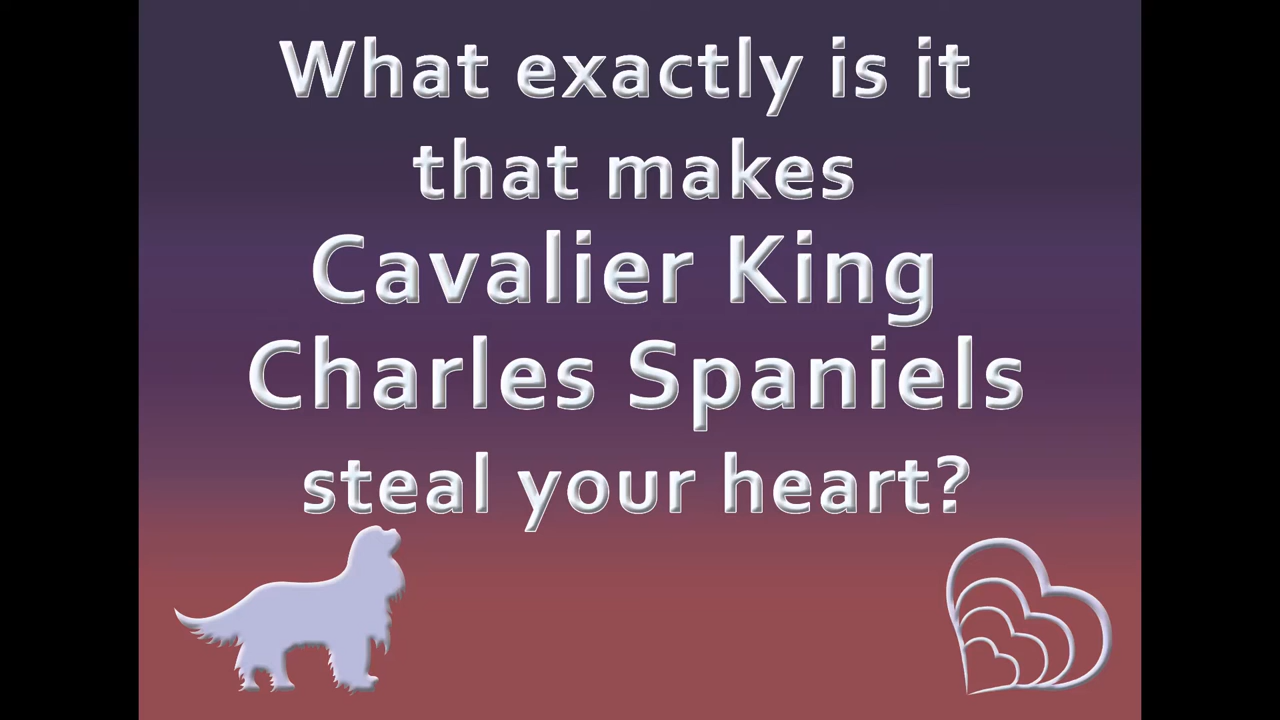 What exactly is it
that makes
Cavalier King
Charles Spaniels
steal your heart?